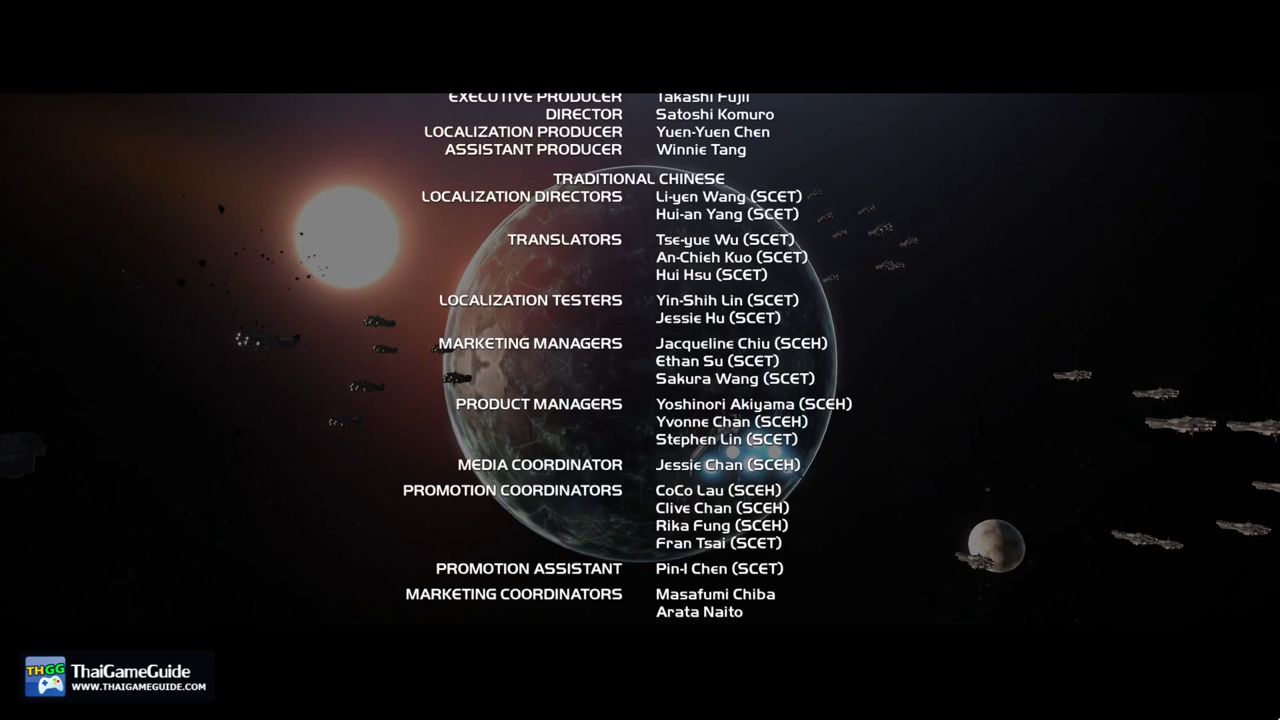 EXECUTIVE PRODUCER Takashi Fujii
DIRECTOR Satoshi Komuro
LOCALIZATION PRODUCER Yuen-Yuen Chen
ASSISTANT PRODUCER Winnie Tang
TRADITIONAL CHINESE
LOCALIZATION DIRECTORS Li-yen Wang (SCET)
Hui-an Yang (SCET)
TRANSLATORS Tse-yue Wu (SCET)
An-Chieh Kuo (SCET)
Hui Hsu (SCET)
LOCALIZATION TESTERS Yin-Shih Lin (SCET)
Jessie Hu (SCET)
MARKETING MANAGERS Jacqueline Chiu (SCEH)
Ethan Su (SCET)
Sakura Wang (SCET)
PRODUCT MANAGERS Yoshinori Akiyama (SCEH)
Yvonne Chan (SCEH)
Stephen Lin (SCET)
MEDIA COORDINATOR Jessie Chan (SCEH)
PROMOTION COORDINATORS CoCo Lau (SCEH)
Clive Chan (SCEH)
Rika Fung (SCEH)
Fran Tsai (SCET)
PROMOTION ASSISTANT Pin-I Chen (SCET)
MARKETING COORDINATORS Masafumi Chiba
Arata Naito
THGG ThaiGameGuide
WWW.THAIGAMEGUIDE.COM